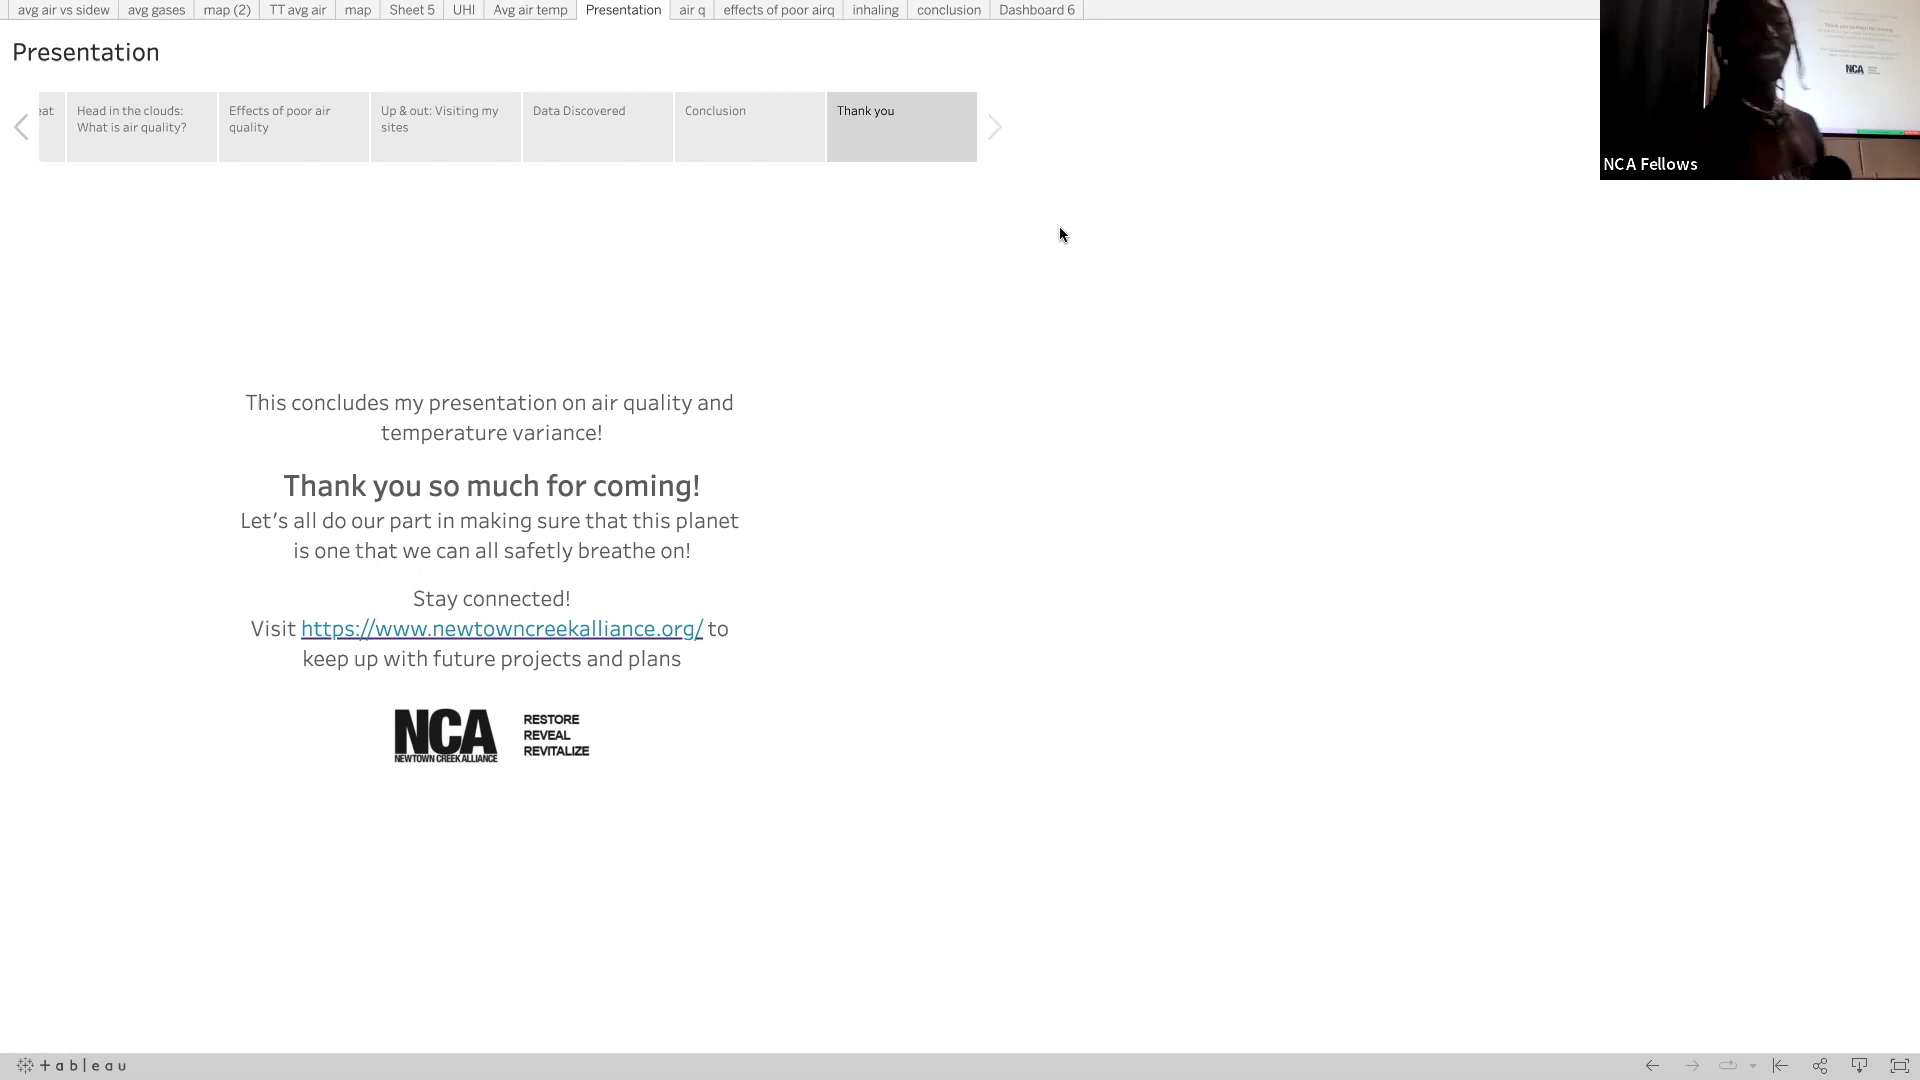 avg air vs sidew avg gases map (2) TT avg air map Sheet 5 UHI Avg air temp Presentation air q effects of poor airq inhaling conclusion Dashboard 6
Presentation
eat
Head in the clouds:
What is air quality?
Effects of poor air
quality
Up & out: Visiting my
sites
Data Discovered
Conclusion
Thank you
NCA
NCA Fellows
This concludes my presentation on air quality and
temperature variance!
Thank you so much for coming!
Let's all do our part in making sure that this planet
is one that we can all safetly breathe on!
Stay connected!
Visit https://www.newtowncreekalliance.org/ to
keep up with future projects and plans
NCA
NEWTOWN CREEK ALLIANCE
RESTORE
REVEAL
REVITALIZE
+ a b l e a u